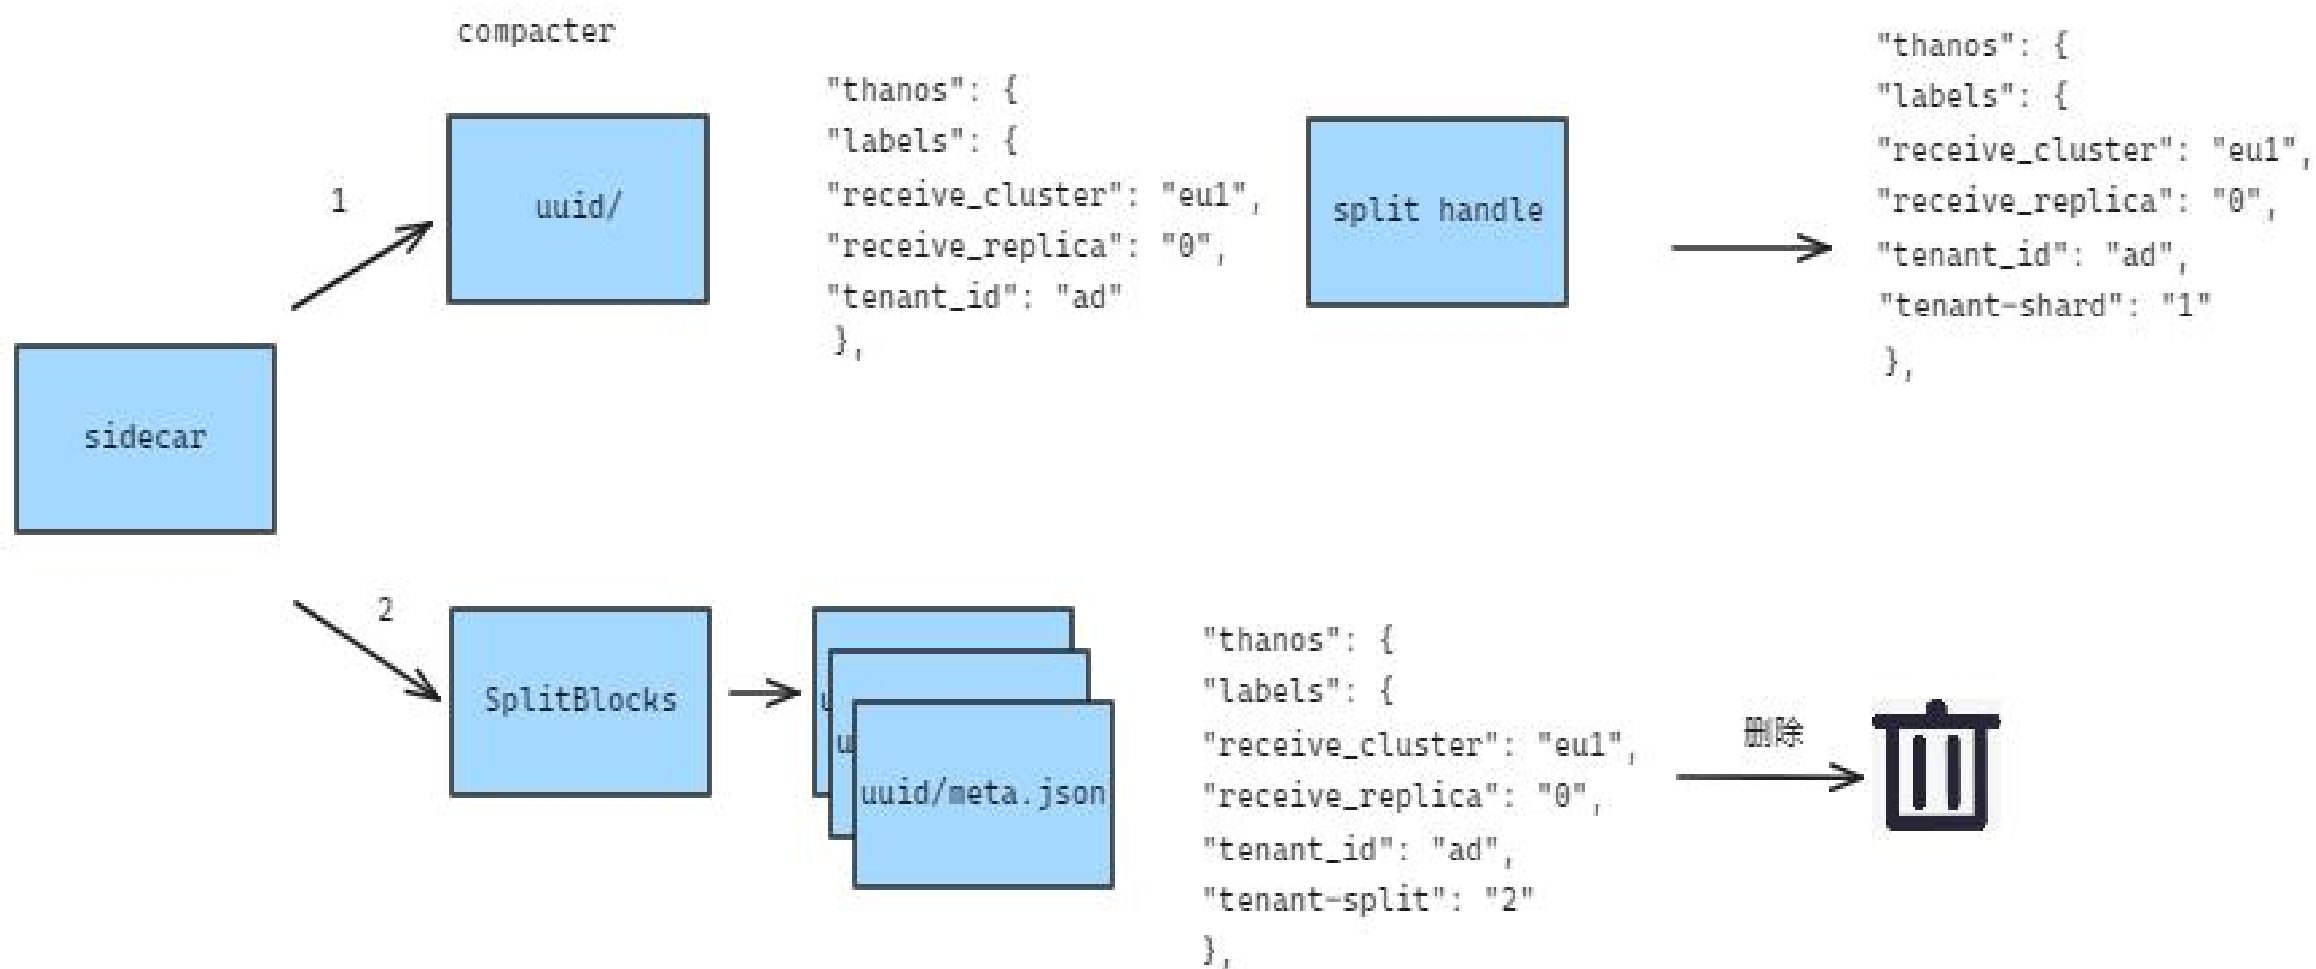 compacter
1
uuid/
"thanos": {
"labels": {
"receive_cluster": "eu1",
"receive_replica": "0",
"tenant_id": "ad"
},
split handle
"thanos": {
"labels": {
"receive_cluster": "eu1",
"receive_replica": "0",
"tenant_id": "ad",
"tenant-shard": "1"
},
sidecar
2
SplitBlocks
u
u
uuid/meta.json
"thanos": {
"labels": {
"receive_cluster": "eu1",
"receive_replica": "0",
"tenant_id": "ad",
"tenant-split": "2"
},
删除